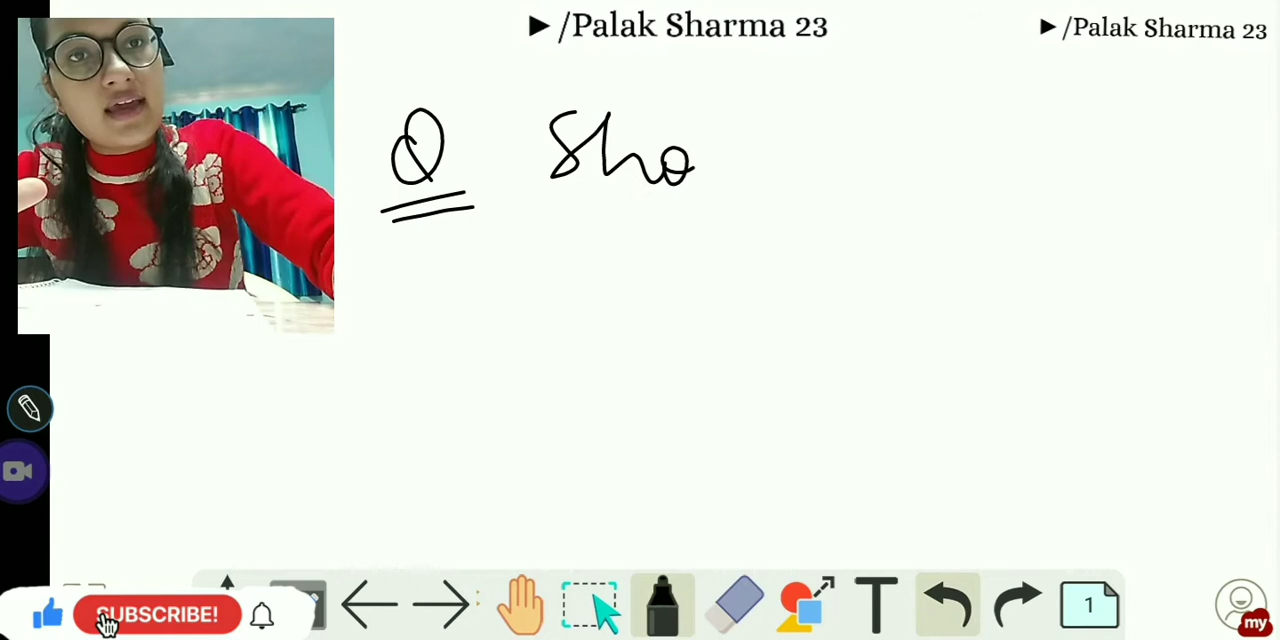 ▶/Palak Sharma 23
▶/Palak Sharma 23
Q Sho
T
1
SUBSCRIBE!
my